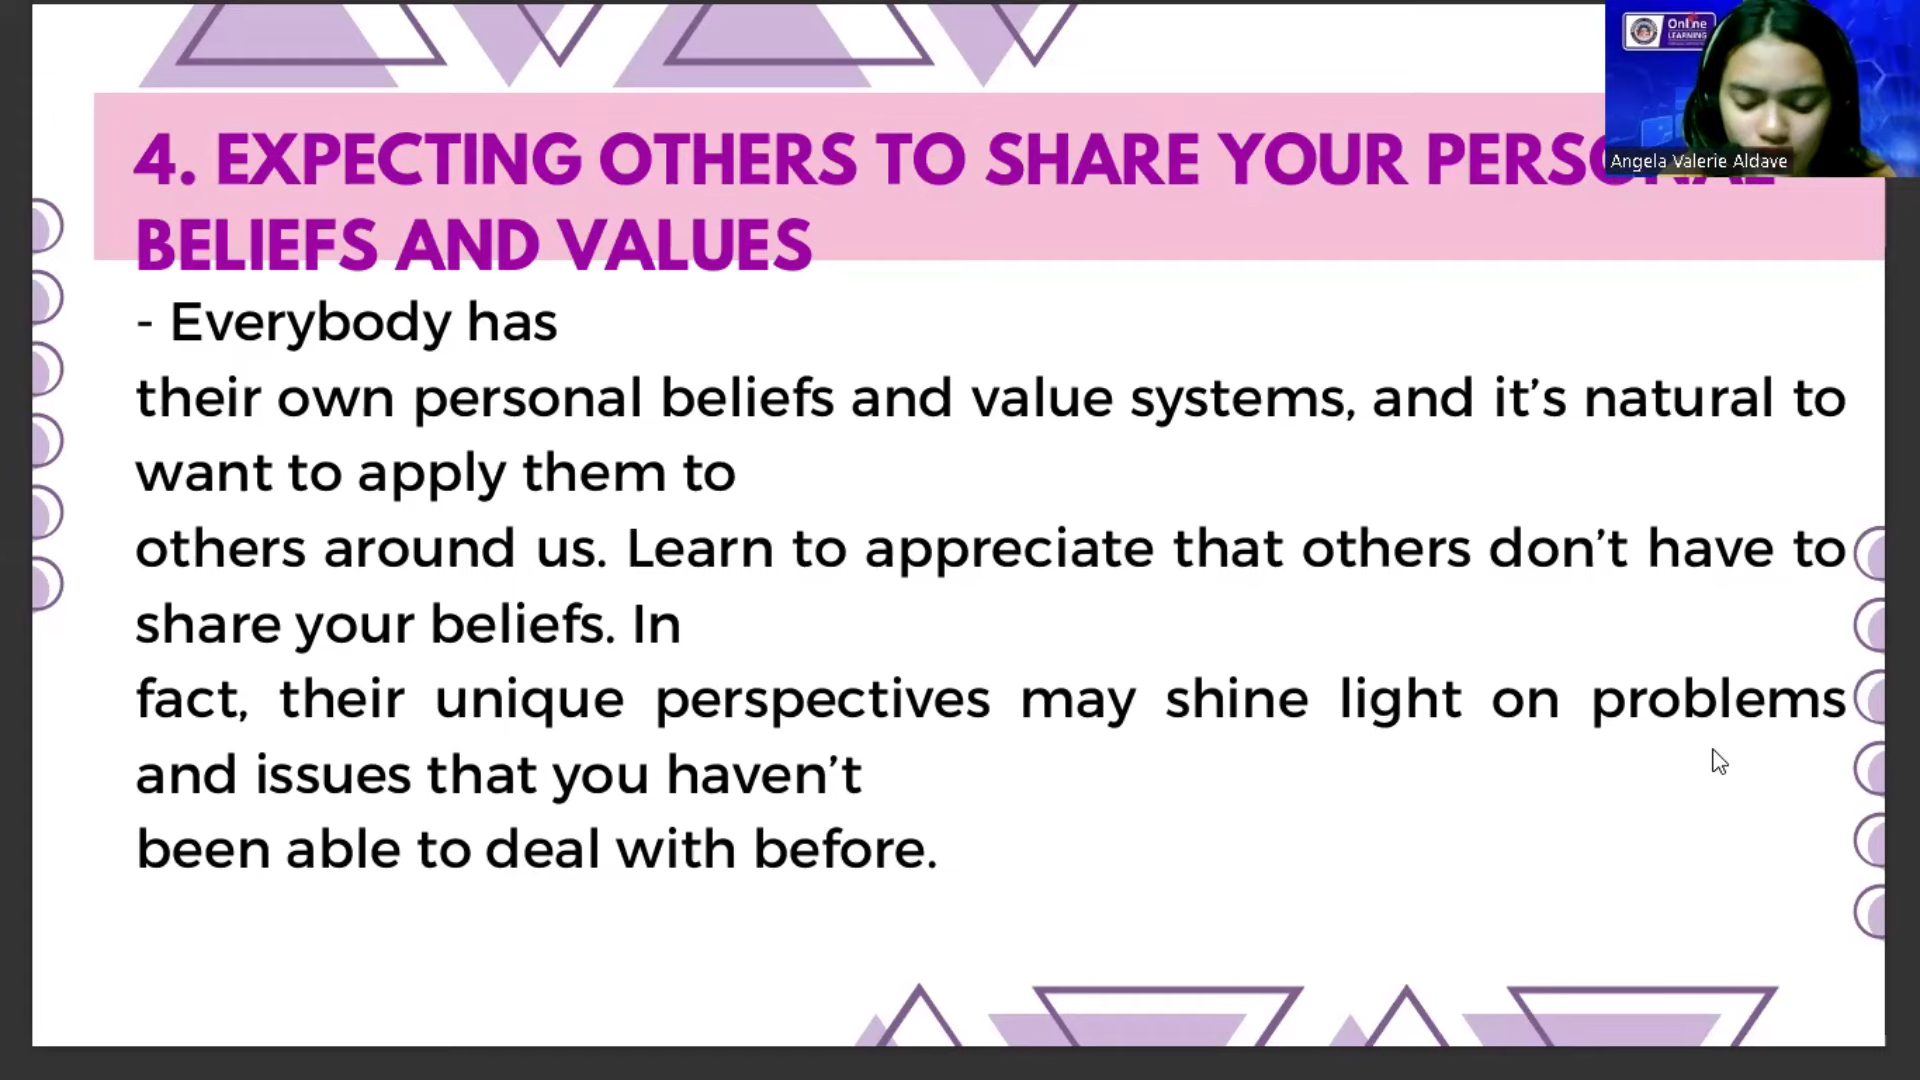 Online
LEARNING
Angela Valerie Aldave
4. EXPECTING OTHERS TO SHARE YOUR PERSONAL
BELIEFS AND VALUES
- Everybody has
their own personal beliefs and value systems, and it’s natural to
want to apply them to
others around us. Learn to appreciate that others don’t have to
share your beliefs. In
fact, their unique perspectives may shine light on problems
and issues that you haven’t
been able to deal with before.